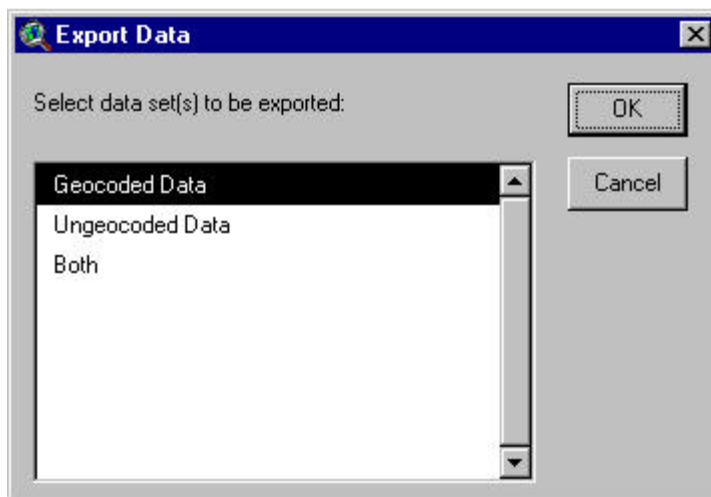 Export Data
Select data set(s) to be exported:
OK
Geocoded Data
Cancel
Ungeocoded Data
Both